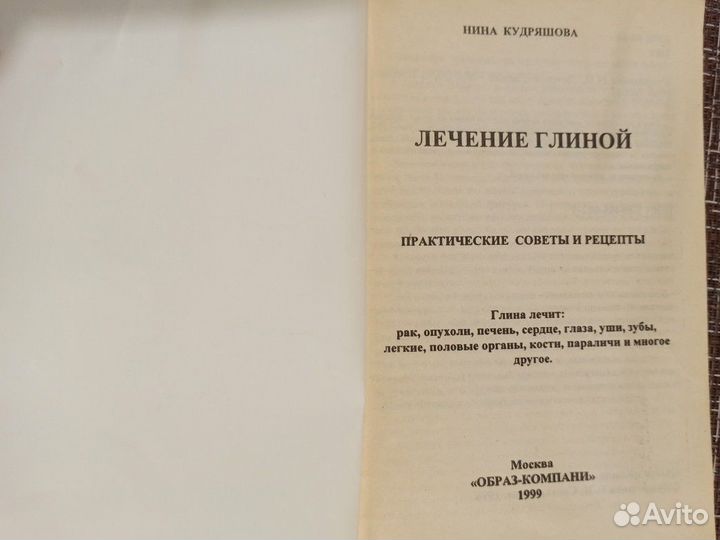 НИНА КУДРЯШОВА
ЛЕЧЕНИЕ ГЛИНОЙ
ПРАКТИЧЕСКИЕ СОВЕТЫ И РЕЦЕПТЫ
Глина лечит:
рак, опухоли, печень, сердце, глаза, уши, зубы,
легкие, половые органы, кости, параличи и многое
другое.
Москва
«ОБРАЗ-КОМПАНИ»
1999
Avito